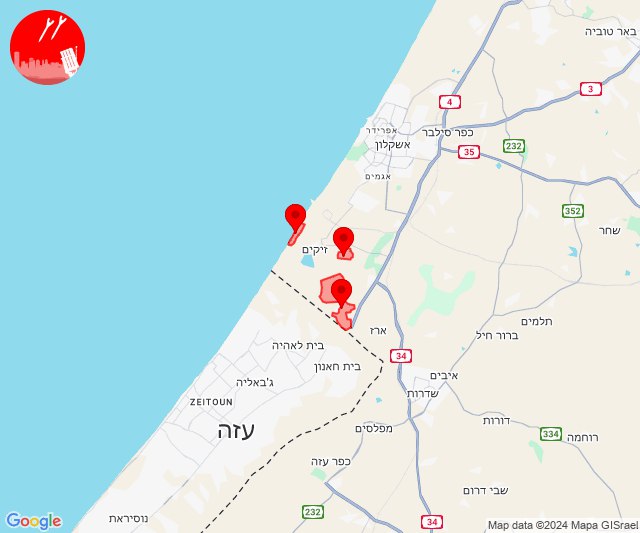 באר טוביה
3
4
אפרידר
כפר סילבר
232
אשקלון
35
אגמים
352
שחר
זיקים
תלמים
ארז
ברור חיל
בית לאהיה
34
בית חאנון
איבים
ג'באליה
שדרות
ZEITOUN
דורות
עזה
מפלסים
334
רוחמה
כפר עזה
שבי דרום
232
נוסיראת
34
Google
Map data ©2024 Mapa GISrael